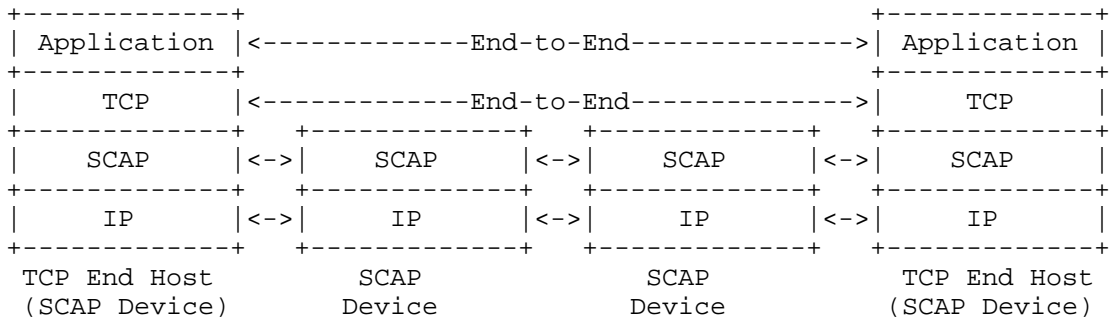 +-------------+                                        +-------------+
| Application |<-------------End-to-End-------------->| Application |
+-------------+                                        +-------------+
|     TCP     |<-------------End-to-End-------------->|     TCP     |
+-------------+   +-------------+   +-------------+   +-------------+
|    SCAP     |<->|    SCAP     |<->|    SCAP     |<->|    SCAP     |
+-------------+   +-------------+   +-------------+   +-------------+
|     IP      |<->|     IP      |<->|     IP      |<->|     IP      |
+-------------+   +-------------+   +-------------+   +-------------+
TCP End Host        SCAP              SCAP         TCP End Host
(SCAP Device)      Device            Device       (SCAP Device)